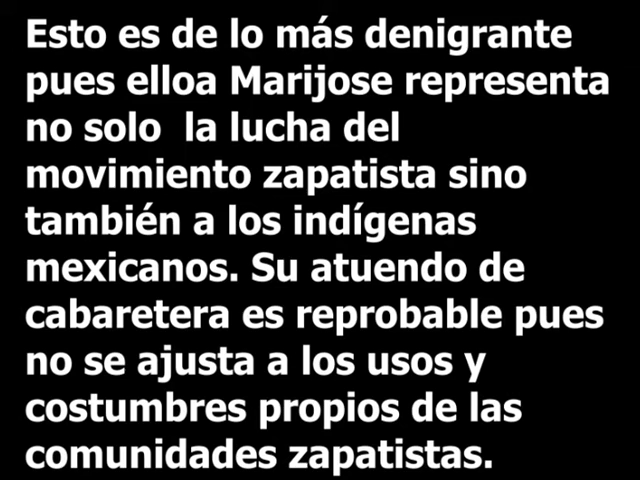 Esto es de lo más denigrante
pues elloa Marijose representa
no solo  la lucha del
movimiento zapatista sino
también a los indígenas
mexicanos. Su atuendo de
cabaretera es reprobable pues
no se ajusta a los usos y
costumbres propios de las
comunidades zapatistas.